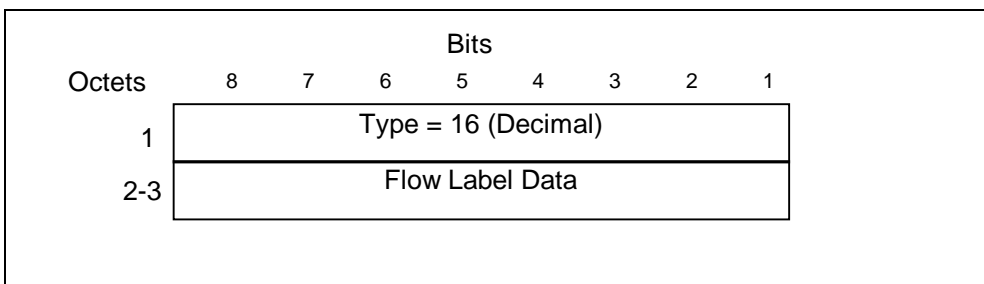 Bits
Octets 8 7 6 5 4 3 2 1
1 Type = 16 (Decimal)
2-3 Flow Label Data